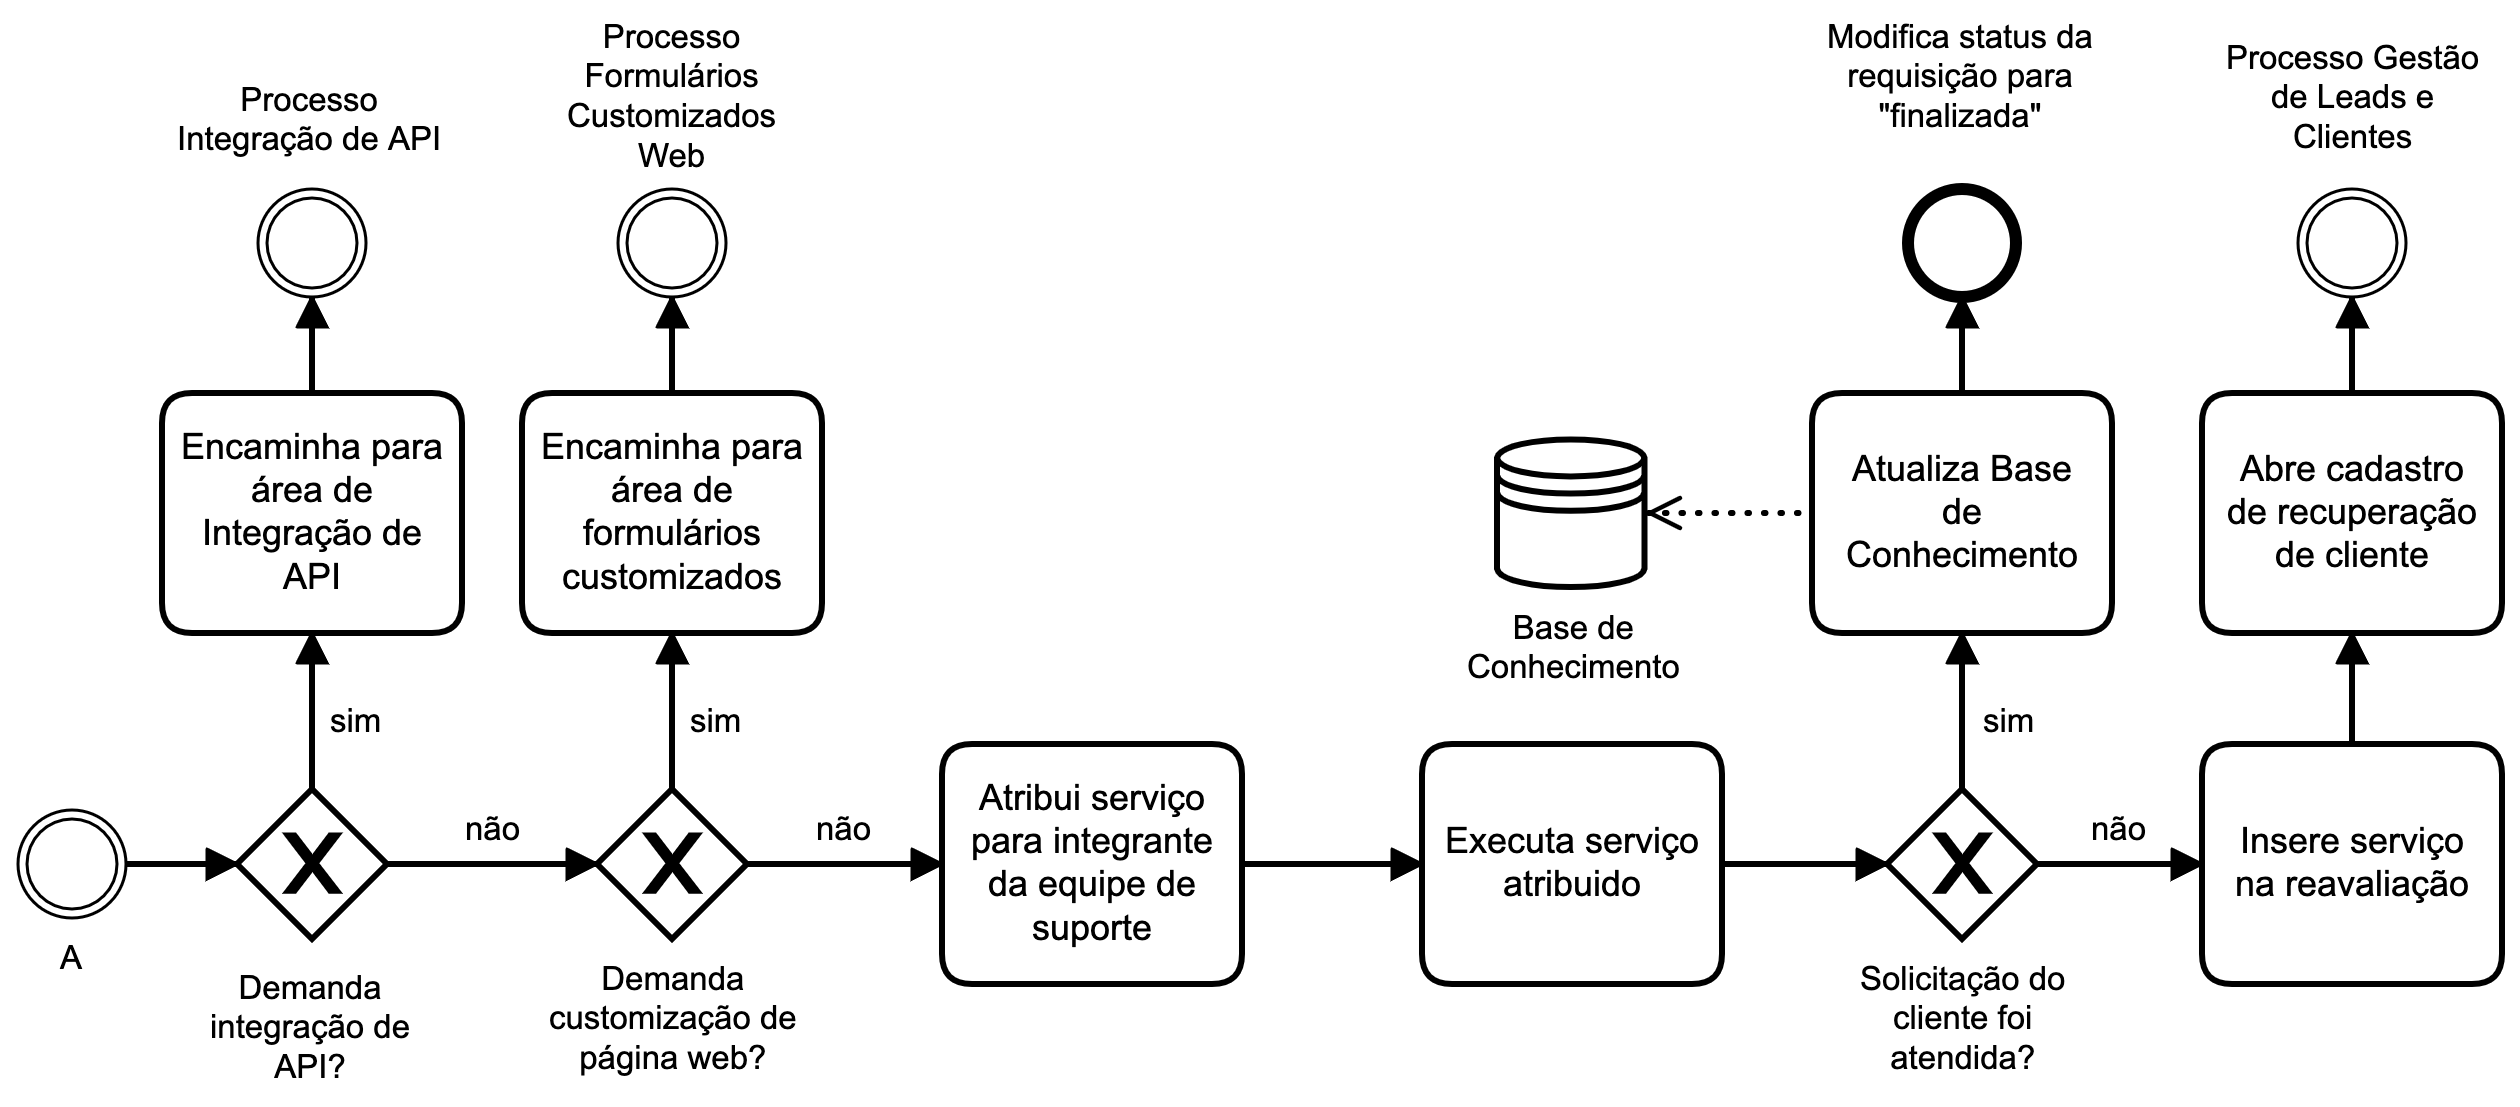 Processo
Integração de API
Processo
Formulários
Customizados
Web
Modifica status da
requisição para
"finalizada"
Processo Gestão
de Leads e
Clientes
Encaminha para
área de
Integração de
API
Encaminha para
área de
formulários
customizados
Base de
Conhecimento
Atualiza Base
de
Conhecimento
Abre cadastro
de recuperação
de cliente
sim
sim
sim
A
X
Demanda
integração de
API?
não
X
Demanda
customização de
página web?
não
Atribui serviço
para integrante
da equipe de
suporte
Executa serviço
atribuido
X
Solicitação do
cliente foi
atendida?
não
Insere serviço
na reavaliação